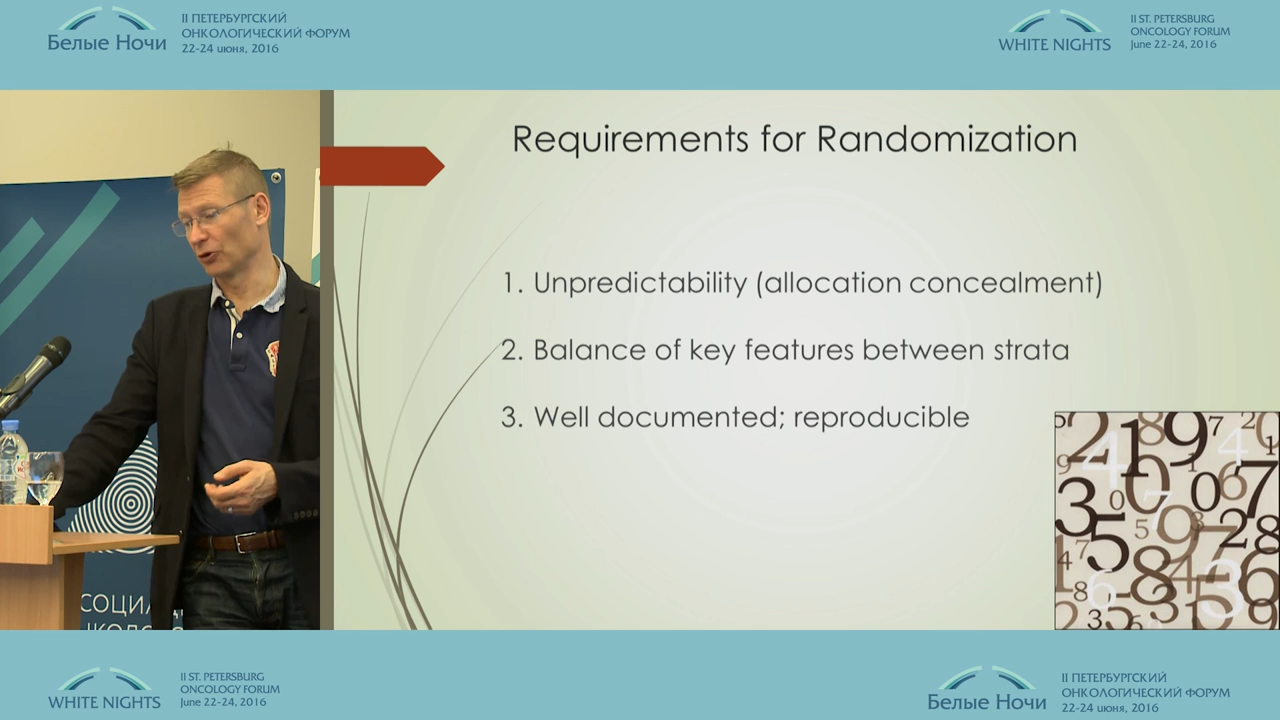 Белые Ночи
II ПЕТЕРБУРГСКИЙ
ОНКОЛОГИЧЕСКИЙ ФОРУМ
22-24 июня, 2016
WHITE NIGHTS
II ST. PETERSBURG
ONCOLOGY FORUM
June 22-24, 2016
Requirements for Randomization
1. Unpredictability (allocation concealment)
2. Balance of key features between strata
3. Well documented; reproducible
WHITE NIGHTS
II ST. PETERSBURG
ONCOLOGY FORUM
June 22-24, 2016
Белые Ночи
II ПЕТЕРБУРГСКИЙ
ОНКОЛОГИЧЕСКИЙ ФОРУМ
22-24 июня, 2016